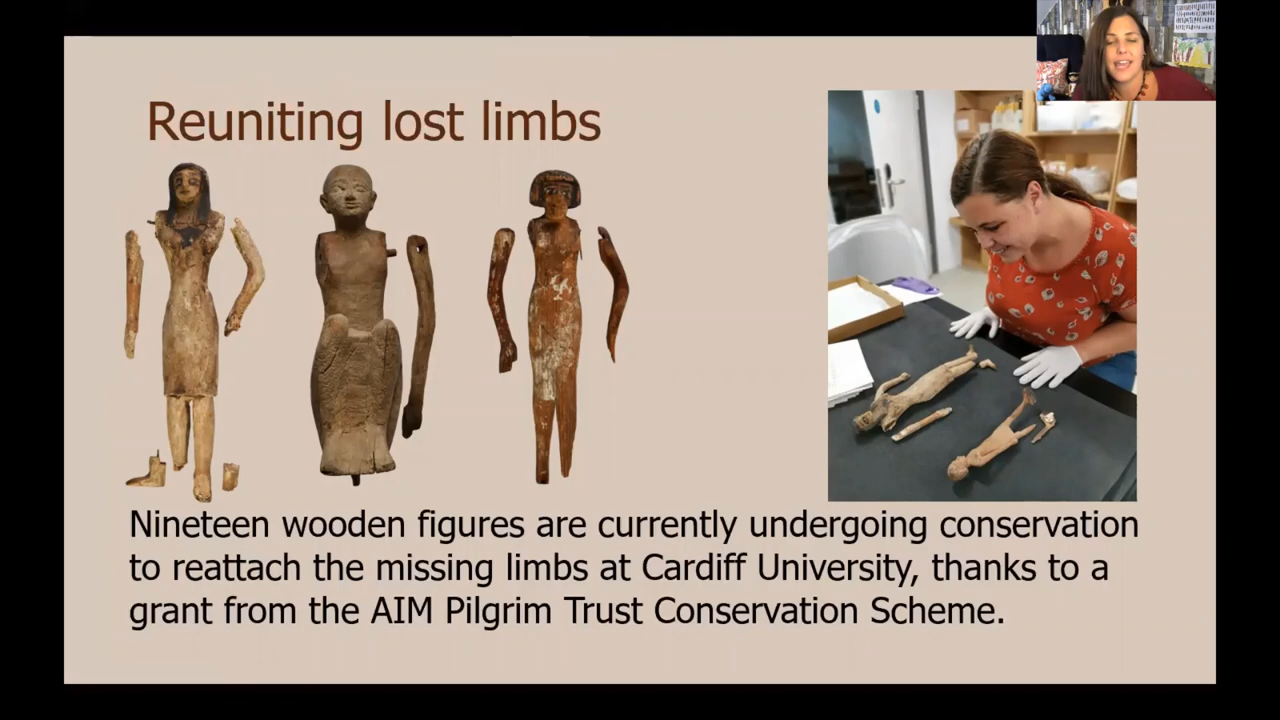 Reuniting lost limbs
Nineteen wooden figures are currently undergoing conservation
to reattach the missing limbs at Cardiff University, thanks to a
grant from the AIM Pilgrim Trust Conservation Scheme.